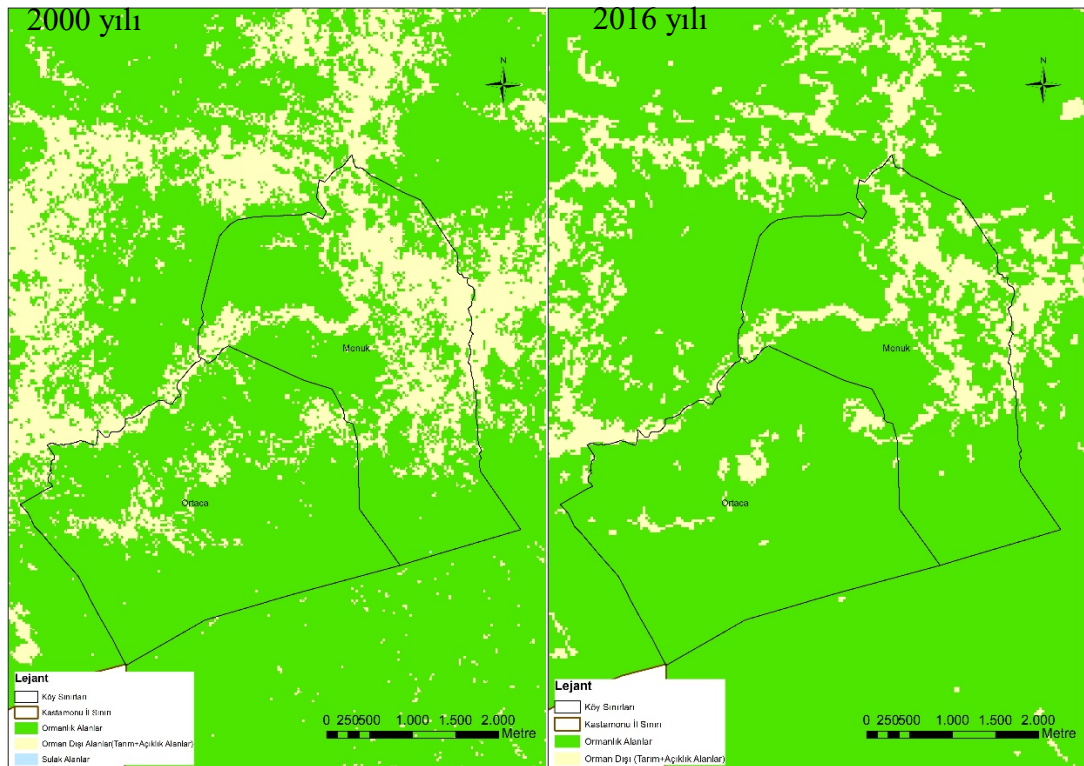 2000 yılı
N
Monuk
Ortaca
Lejant
Köy Sınırları
Kastamonu İl Sınırı
Ormanlık Alanlar
Orman Dışı Alanlar(Tarım+Açıklık Alanlar)
Sulak Alanlar
0 250500 1.000 1.500 2.000
Metre
2016 yılı
N
Monuk
Ortaca
Lejant
Köy Sınırları
Kastamonu İl Sınırı
Ormanlık Alanlar
Orman Dışı (Tarım+Açıklık Alanlar)
0 250500 1.000 1.500 2.000
Metre